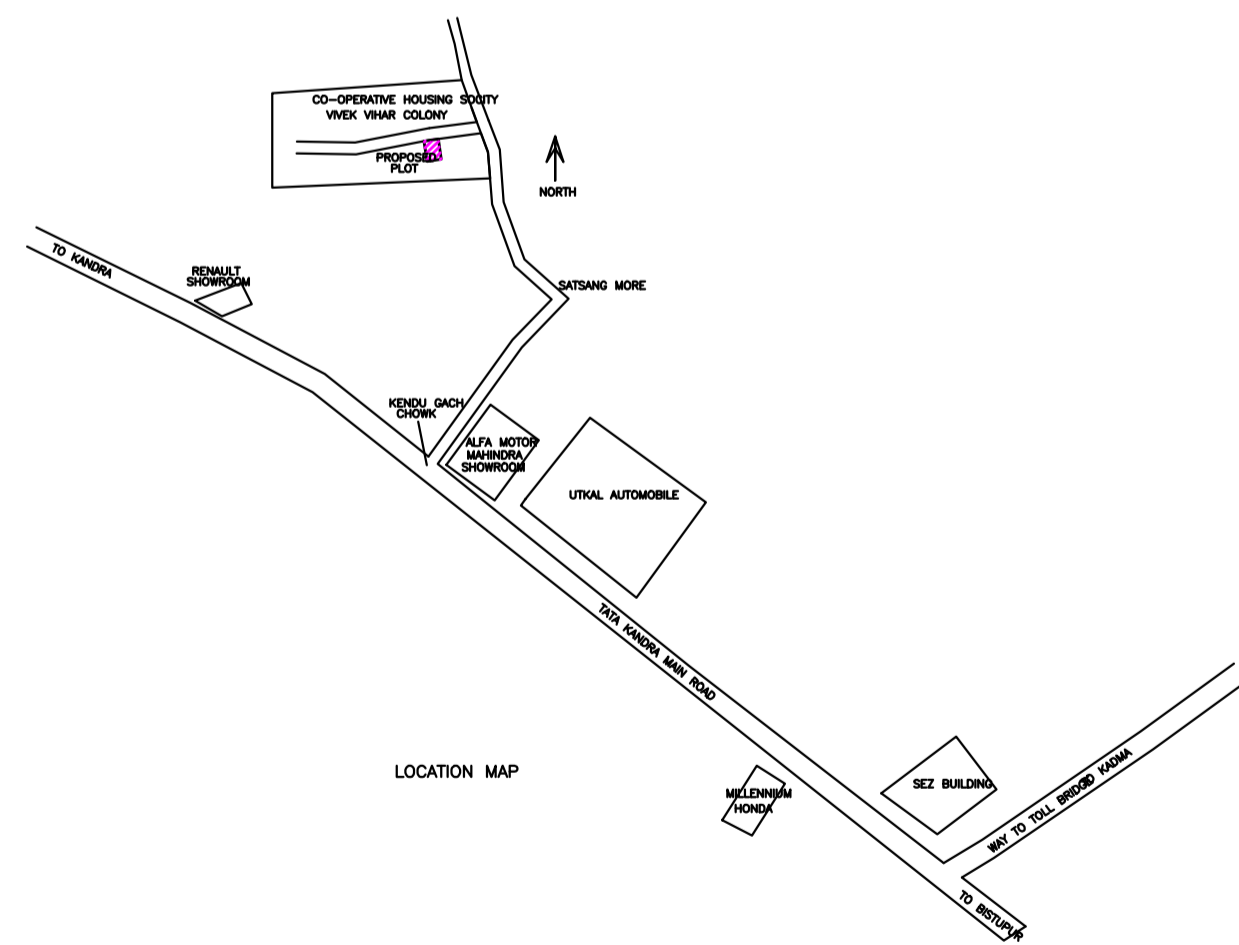 CO-OPERATIVE HOUSING SOCITY
VIVEK VIHAR COLONY
PROPOSED
PLOT
NORTH
TO KANDRA
RENAULT
SHOWROOM
SATSANG MORE
KENDU GACH
CHOWK
ALFA MOTOR
MAHINDRA
SHOWROOM
UTKAL AUTOMOBILE
TATA KANDRA MAIN ROAD
LOCATION MAP
MILLENNIUM
HONDA
SEZ BUILDING
WAY TO TOLL BRIDGE
TO KADMA
TO BISTUPUR